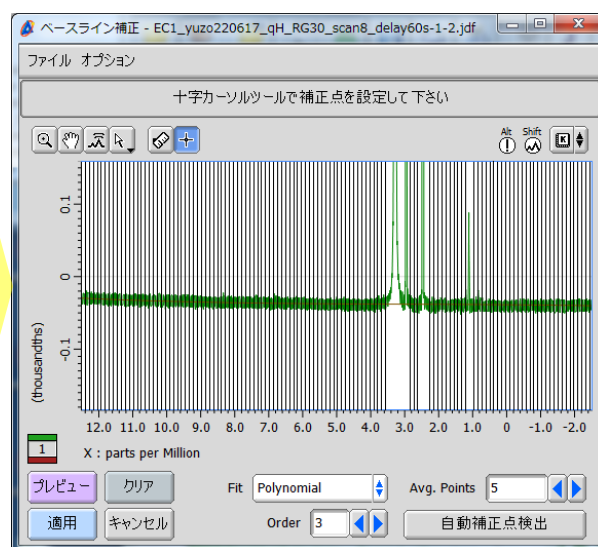 ベースライン補正 - EC1_yuzo220617_qH_RG30_scan8_delay60s-1-2.jdf
ファイル オプション
十字カーソルツールで補正点を設定して下さい
Alt Shift
K
0.1
0
-0.1
(thousandths)
12.0 11.0 10.0 9.0 8.0 7.0 6.0 5.0 4.0 3.0 2.0 1.0 0 -1.0 -2.0
1
X : parts per Million
プレビュー クリア Fit Polynomial Avg. Points 5
適用 キャンセル Order 3 自動補正点検出